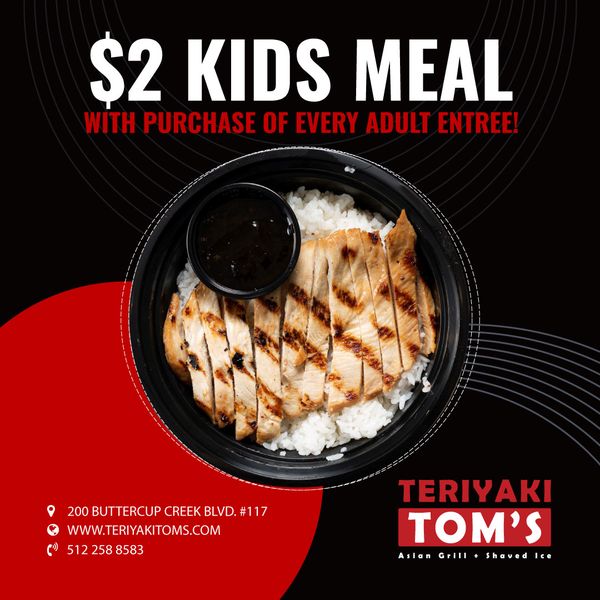 $2 KIDS MEAL
WITH PURCHASE OF EVERY ADULT ENTREE!
200 BUTTERCUP CREEK BLVD. #117
WWW.TERIYAKITOMS.COM
512 258 8583
TERIYAKI
TOM'S
Asian Grill + Shaved Ice